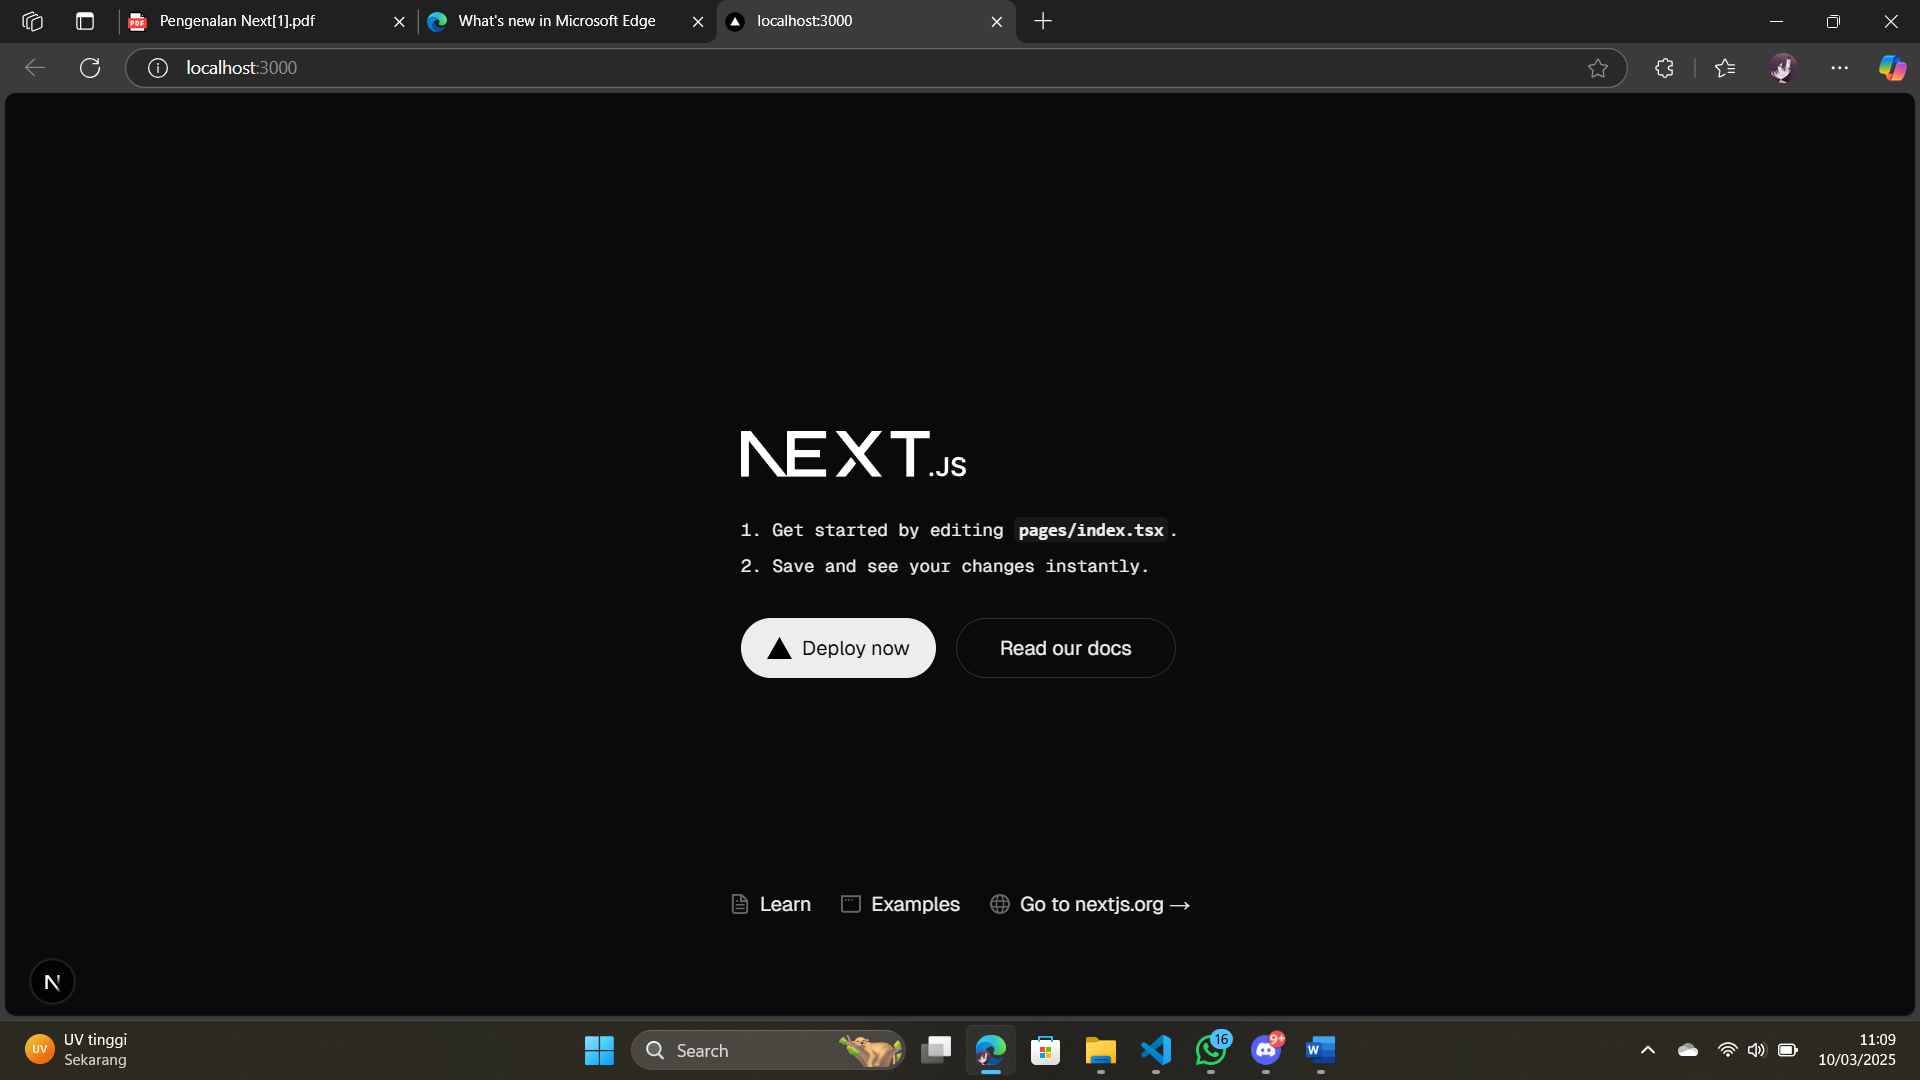 Pengenalan Next[1].pdf
What's new in Microsoft Edge
localhost:3000
localhost:3000
NEXT.JS
1. Get started by editing pages/index.tsx.
2. Save and see your changes instantly.
Deploy now
Read our docs
Learn
Examples
Go to nextjs.org →
N
UV
UV tinggi
Sekarang
Search
16
9+
W
11:09
10/03/2025
PDF